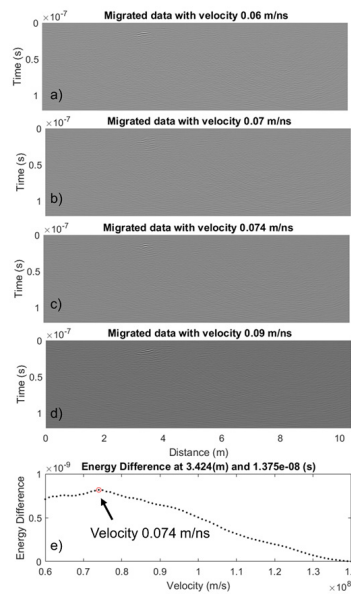 ×10⁻⁷ Migrated data with velocity 0.06 m/ns
0
0.5
1
Time (s)
a)
×10⁻⁷ Migrated data with velocity 0.07 m/ns
0
0.5
1
Time (s)
b)
×10⁻⁷ Migrated data with velocity 0.074 m/ns
0
0.5
1
Time (s)
c)
×10⁻⁷ Migrated data with velocity 0.09 m/ns
0
0.5
1
Time (s)
d)
0 2 4 6 8 10
Distance (m)
×10⁻⁹ Energy Difference at 3.424(m) and 1.375e-08 (s)
1
0.5
0
Energy Difference
Velocity 0.074 m/ns
e)
0.6 0.7 0.8 0.9 1 1.1 1.2 1.3
Velocity (m/s) ×10⁸